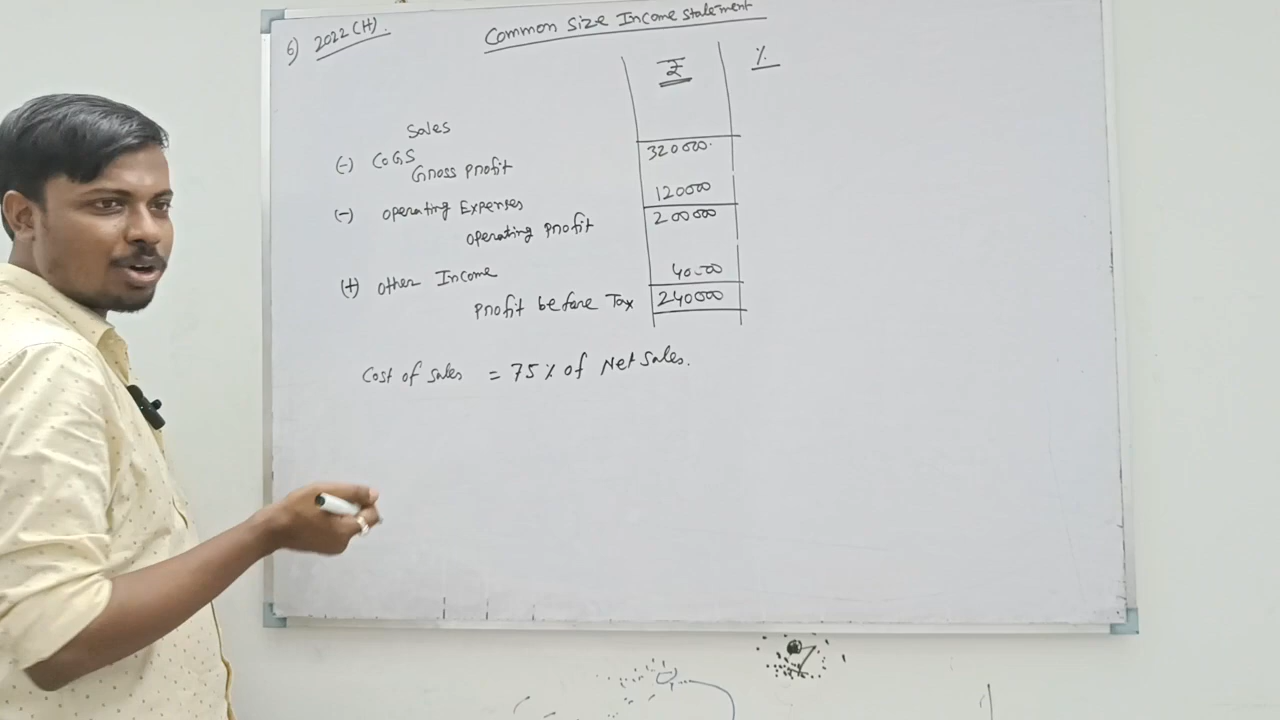 6) 2022 (H).
Common Size Income Statement
₹ %
Sales
(-) COGS
Gross Profit 320000.
(-) Operating Expenses 120000
Operating Profit 200000
(+) Other Income 40000
Profit before Tax 240000
Cost of Sales = 75% of Net Sales.